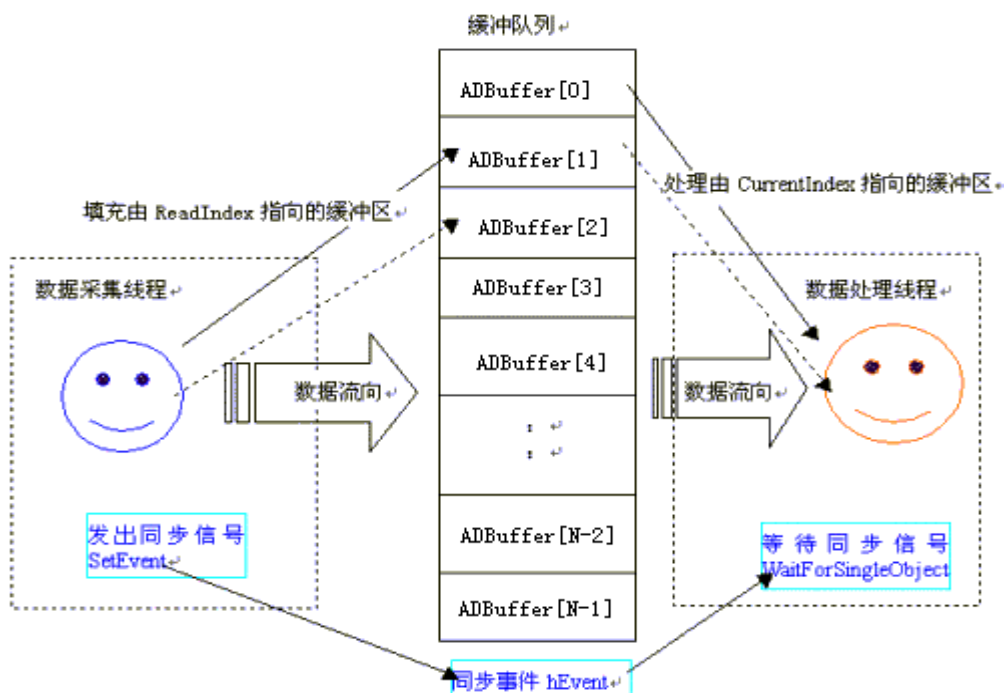 缓冲队列
ADBuffer[0]
ADBuffer[1]
处理由 CurrentIndex 指向的缓冲区
填充由 ReadIndex 指向的缓冲区
ADBuffer[2]
数据采集线程
ADBuffer[3]
数据处理线程
ADBuffer[4]
数据流向
数据流向
:
:
发出同步信号
SetEvent
ADBuffer[N-2]
等待同步信号
WaitForSingleObject
ADBuffer[N-1]
同步事件 hEvent